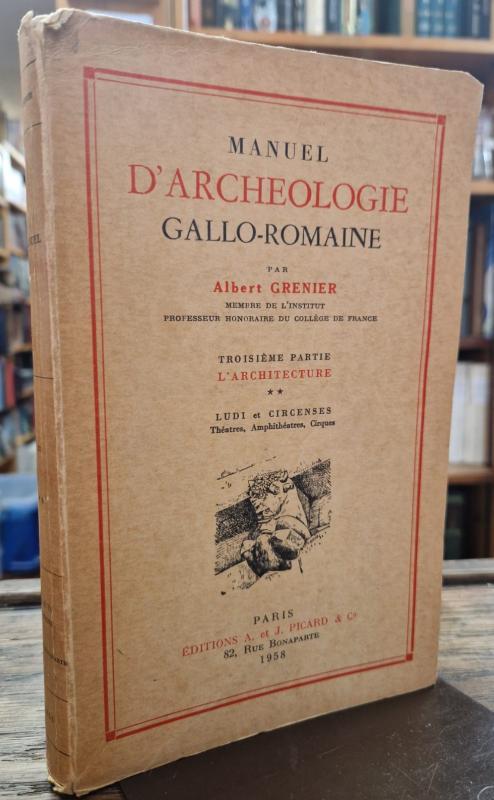 MANUEL
D'ARCHEOLOGIE
GALLO-ROMAINE
PAR
Albert GRENIER
MEMBRE DE L'INSTITUT
PROFESSEUR HONORAIRE DU COLLÈGE DE FRANCE
TROISIÈME PARTIE
L'ARCHITECTURE
★★
LUDI et CIRCENSES
Théatres, Amphithéatres, Cirques
PARIS
ÉDITIONS A. et J. PICARD & Cie
82, RUE BONAPARTE
1958